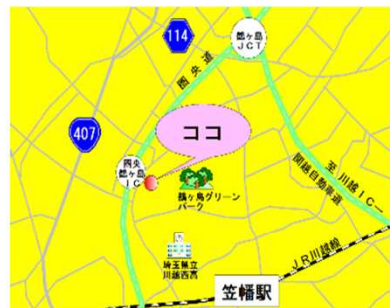 114
鶴ヶ島
JCT
圏央道
407
ココ
圏央
鶴ヶ島
IC
鶴ヶ島グリーン
パーク
至川越IC
関越自動車道
埼玉県立
川越西高
JR川越線
笠幡駅